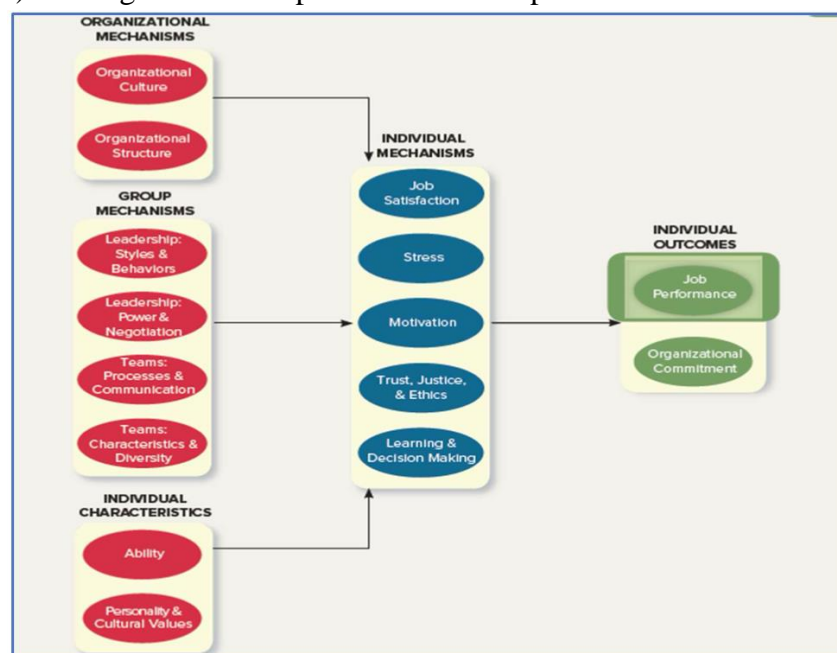 ORGANIZATIONAL
MECHANISMS
Organizational
Culture
Organizational
Structure
GROUP
MECHANISMS
Leadership:
Styles &
Behaviors
Leadership:
Power &
Negotiation
Teams:
Processes &
Communication
Teams:
Characteristics &
Diversity
INDIVIDUAL
CHARACTERISTICS
Ability
Personality &
Cultural Values
INDIVIDUAL
MECHANISMS
Job
Satisfaction
Stress
Motivation
Trust, Justice,
& Ethics
Learning &
Decision Making
INDIVIDUAL
OUTCOMES
Job
Performance
Organizational
Commitment